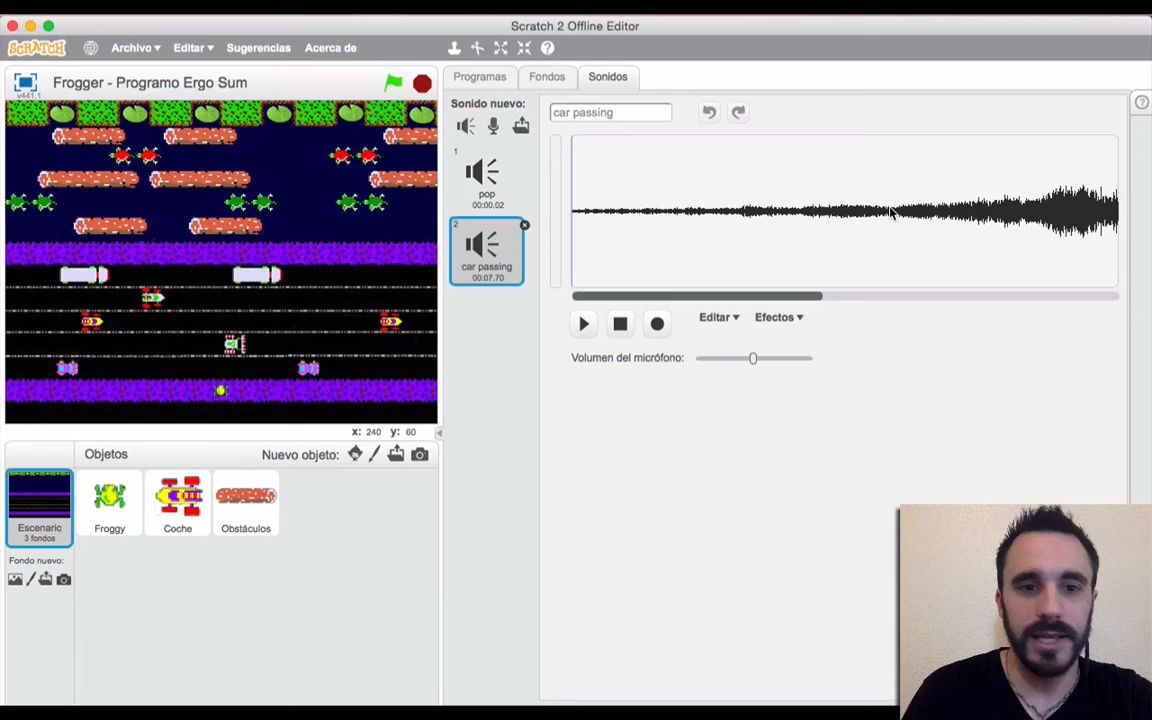 Scratch 2 Offline Editor
SCRATCH Archivo Editar Sugerencias Acerca de
Frogger - Programo Ergo Sum
v441.1
Programas Fondos Sonidos
Sonido nuevo:
car passing
1
pop
00:00.02
2
car passing
00:07.70
Editar Efectos
Volumen del micrófono:
x: 240 y: 60
Objetos Nuevo objeto:
Escenario
3 fondos
Froggy
Coche
Obstáculos
Fondo nuevo: